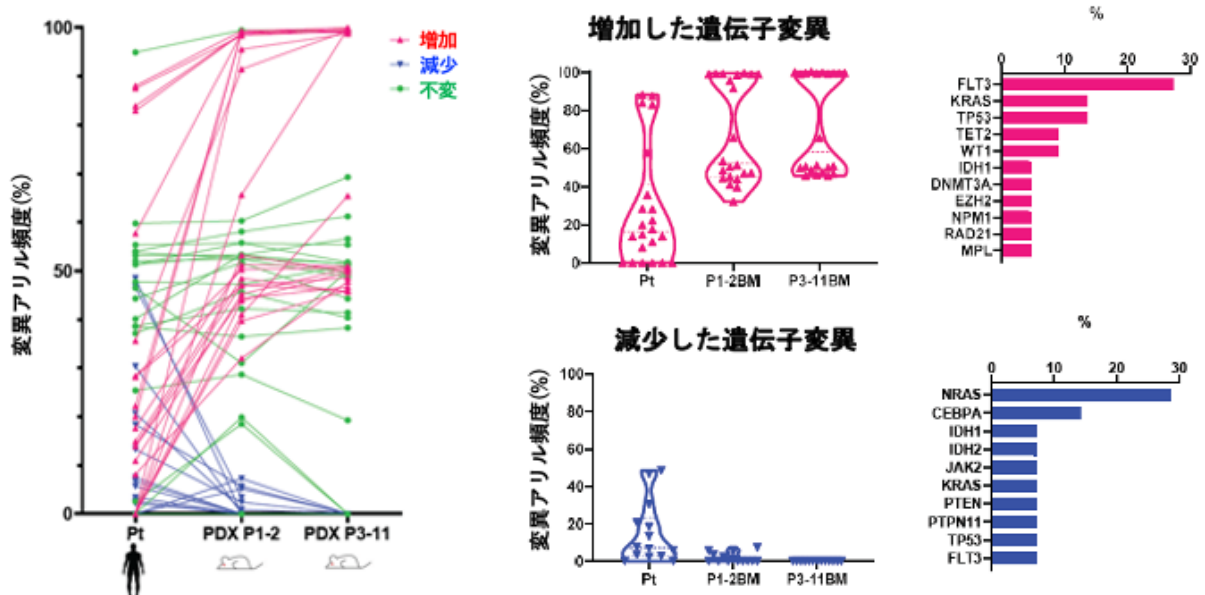 変異アリル頻度(%)
100
50
0
増加
減少
不変
Pt
PDX P1-2
PDX P3-11
増加した遺伝子変異
変異アリル頻度(%)
100
80
60
40
20
0
Pt
P1-2BM
P3-11BM
%
0
10
20
30
FLT3
KRAS
TP53
TET2
WT1
IDH1
DNMT3A
EZH2
NPM1
RAD21
MPL
減少した遺伝子変異
変異アリル頻度(%)
100
80
60
40
20
0
Pt
P1-2BM
P3-11BM
%
0
10
20
30
NRAS
CEBPA
IDH1
IDH2
JAK2
KRAS
PTEN
PTPN11
TP53
FLT3